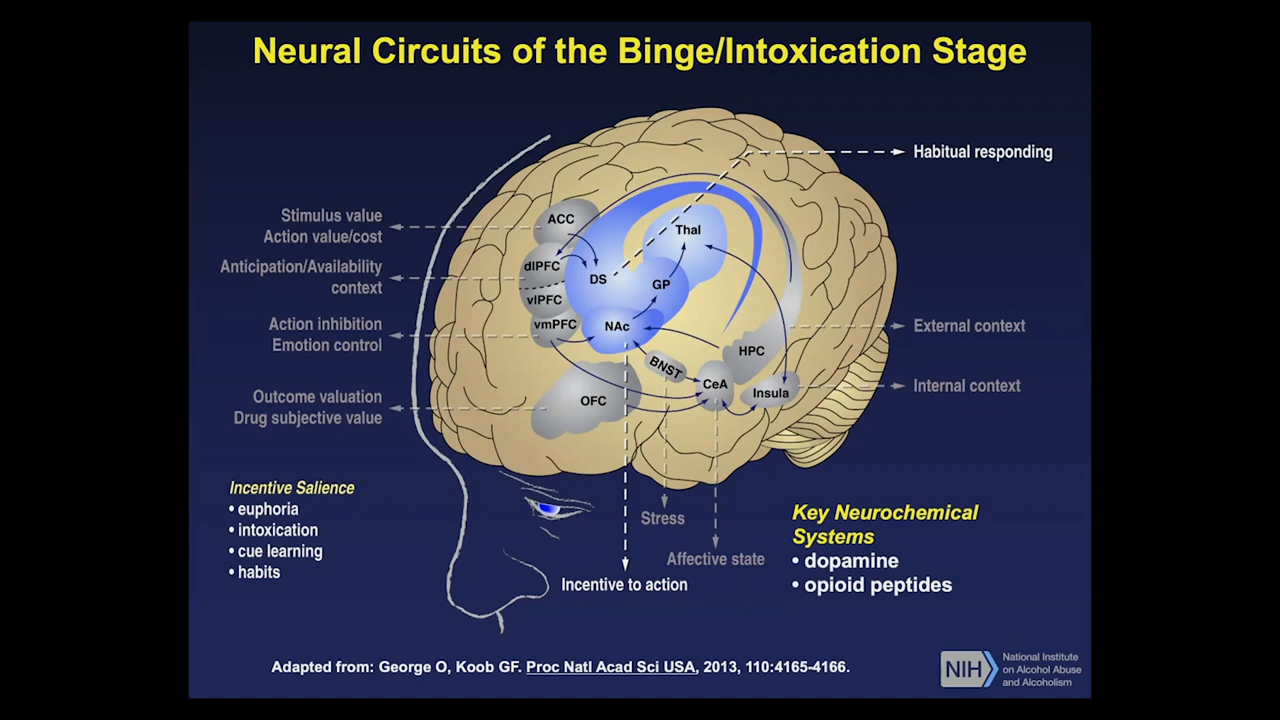 Neural Circuits of the Binge/Intoxication Stage
Habitual responding
Stimulus value
Action value/cost
Anticipation/Availability
context
Action inhibition
Emotion control
Outcome valuation
Drug subjective value
ACC
dlPFC
vlPFC
vmPFC
DS
Thal
GP
NAc
BNST
HPC
CeA
Insula
OFC
External context
Internal context
Incentive Salience
• euphoria
• intoxication
• cue learning
• habits
Stress
Affective state
Incentive to action
Key Neurochemical
Systems
• dopamine
• opioid peptides
Adapted from: George O, Koob GF. Proc Natl Acad Sci USA, 2013, 110:4165-4166.
NIH
National Institute
on Alcohol Abuse
and Alcoholism